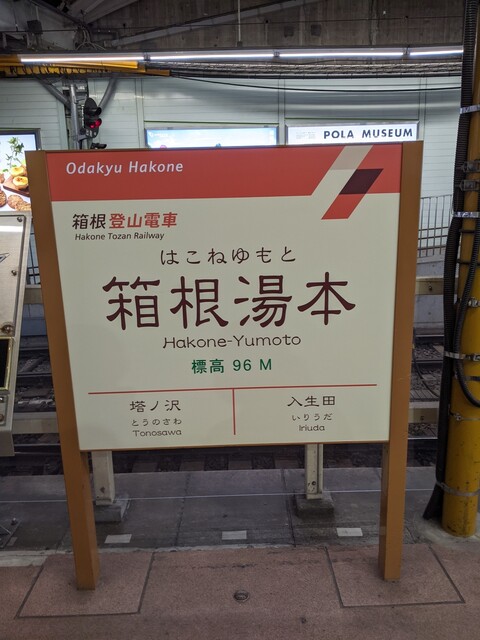 POLA MUSEUM
Odakyu Hakone
箱根登山電車
Hakone Tozan Railway
はこねゆもと
箱根湯本
Hakone-Yumoto
標高 96 M
塔ノ沢
とうのさわ
Tonosawa
入生田
いりうだ
Iriuda